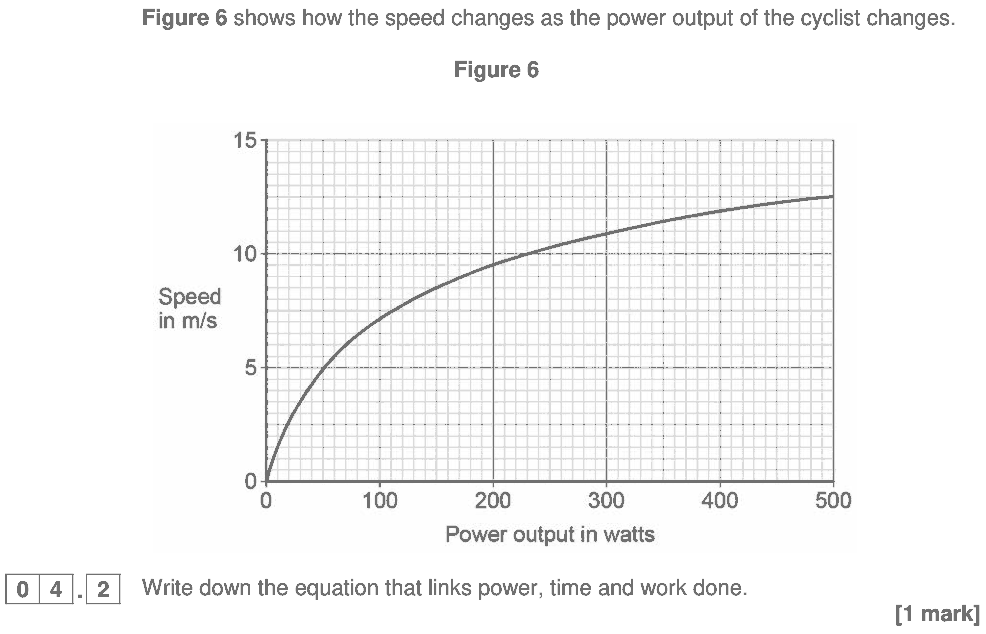 Figure 6 shows how the speed changes as the power output of the cyclist changes.
Figure 6
15
10
Speed
in m/s
5
0
0 100 200 300 400 500
Power output in watts
0 4 . 2 Write down the equation that links power, time and work done.
[1 mark]